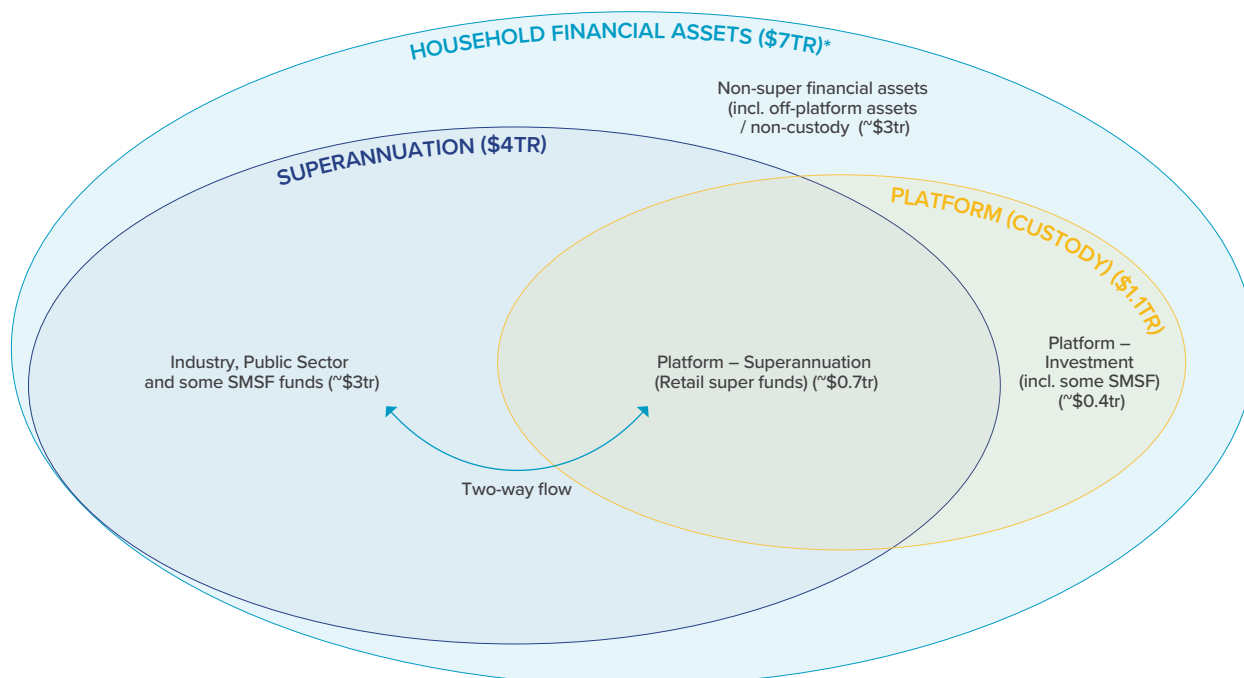 HOUSEHOLD FINANCIAL ASSETS ($7TR)*
Non-super financial assets
(incl. off-platform assets
/ non-custody (~$3tr)
SUPERANNUATION ($4TR)
PLATFORM (CUSTODY) ($1.1TR)
Industry, Public Sector
and some SMSF funds (~$3tr)
Platform – Superannuation
(Retail super funds) (~$0.7tr)
Platform –
Investment
(incl. some SMSF)
(~$0.4tr)
Two-way flow